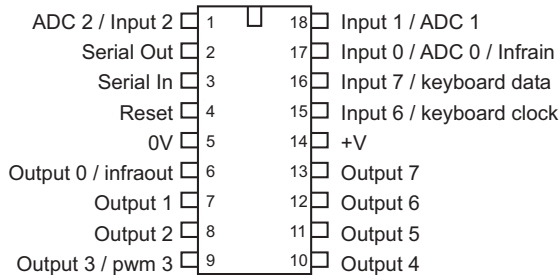 ADC 2 / Input 2 1 18 Input 1 / ADC 1
Serial Out 2 17 Input 0 / ADC 0 / Infrain
Serial In 3 16 Input 7 / keyboard data
Reset 4 15 Input 6 / keyboard clock
0V 5 14 +V
Output 0 / infraout 6 13 Output 7
Output 1 7 12 Output 6
Output 2 8 11 Output 5
Output 3 / pwm 3 9 10 Output 4